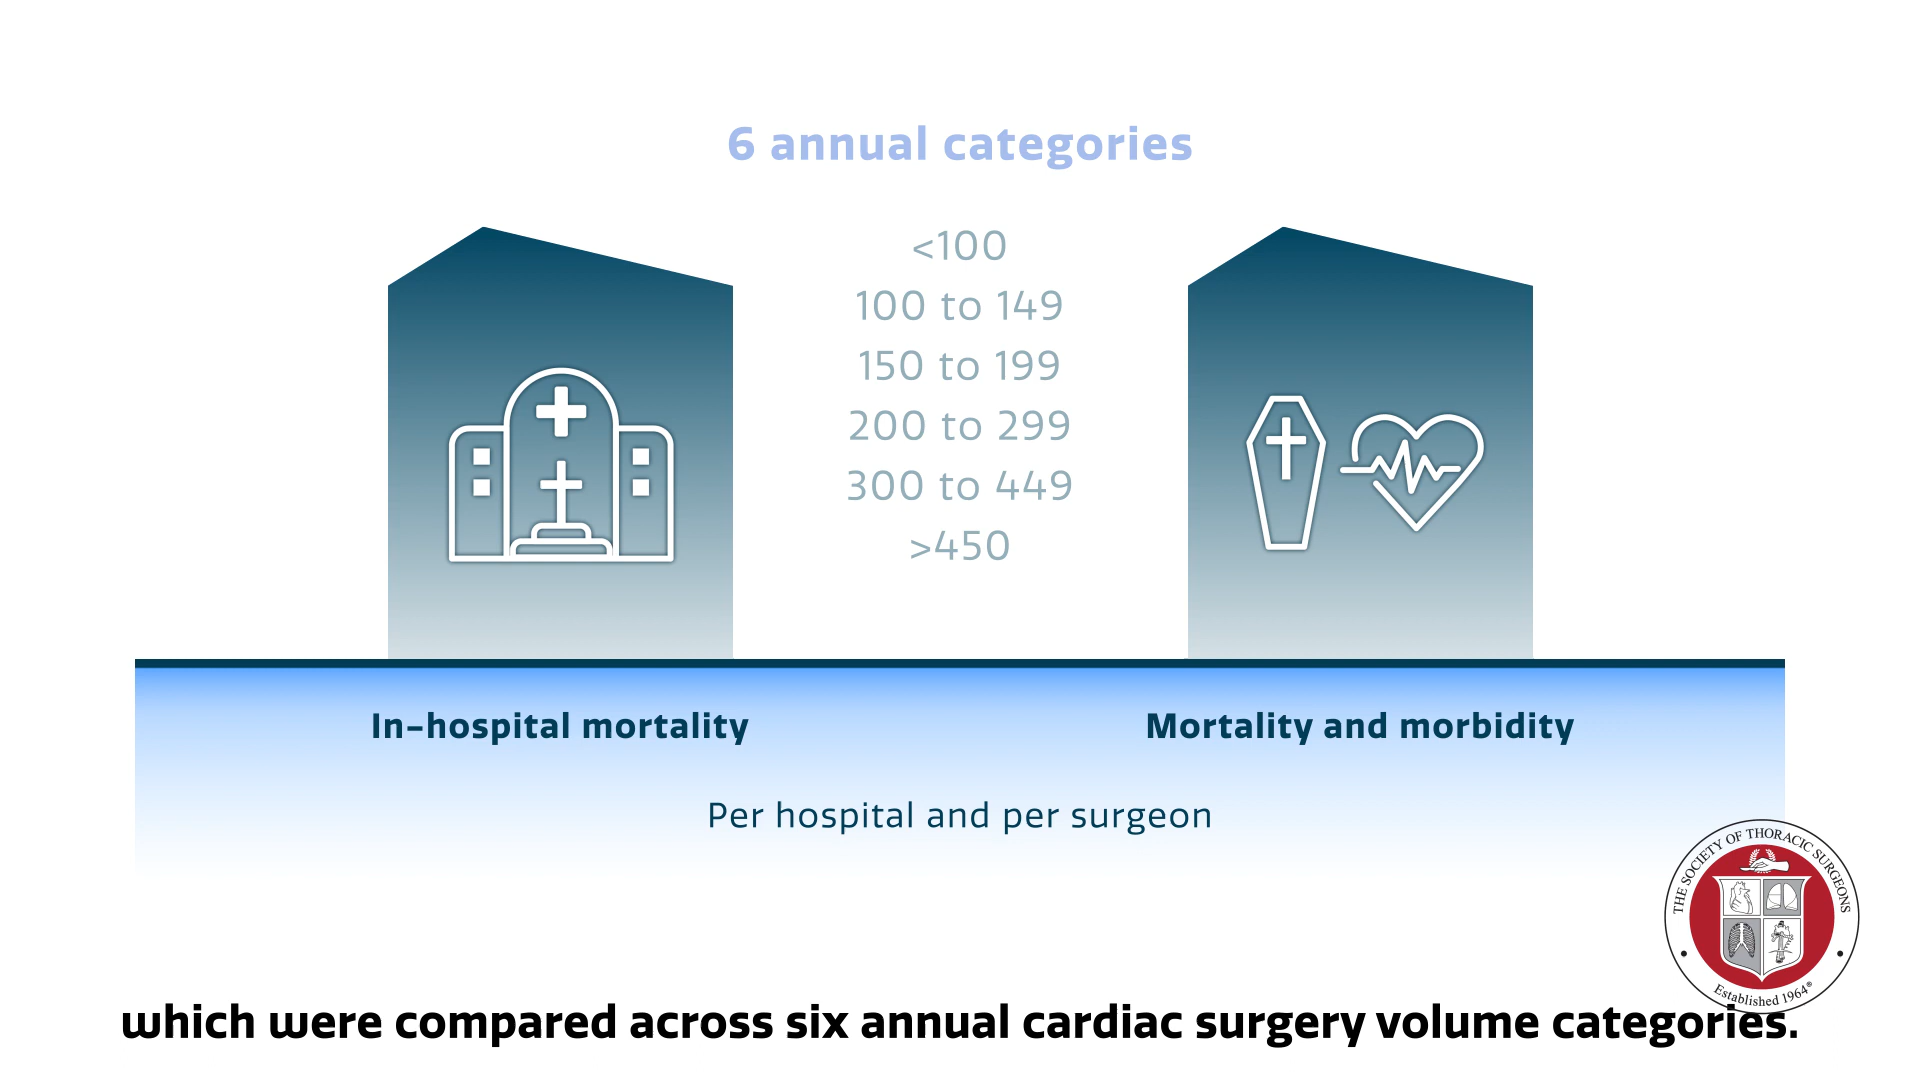 6 annual categories
<100
100 to 149
150 to 199
200 to 299
300 to 449
>450
In-hospital mortality
Mortality and morbidity
Per hospital and per surgeon
THE SOCIETY OF THORACIC SURGEONS
Established 1964®
which were compared across six annual cardiac surgery volume categories.